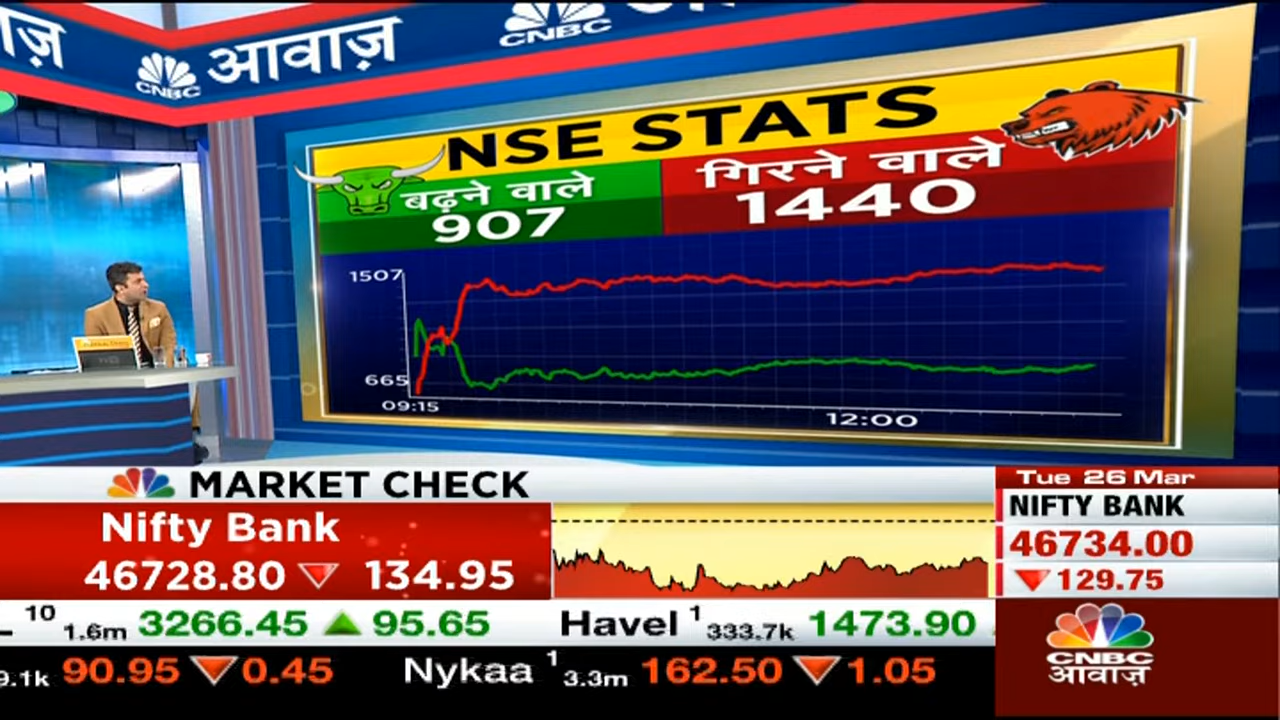 CNBC आवाज़
CNBC
NSE STATS
बढ़ने वाले
907
गिरने वाले
1440
1507
665
09:15
12:00
MARKET CHECK
Nifty Bank
46728.80 ▼ 134.95
Tue 26 Mar
NIFTY BANK
46734.00
▼ 129.75
10 1.6m 3266.45 ▲ 95.65 Havel 1 333.7k 1473.90
9.1k 90.95 ▼ 0.45 Nykaa 1 3.3m 162.50 ▼ 1.05
CNBC
आवाज़